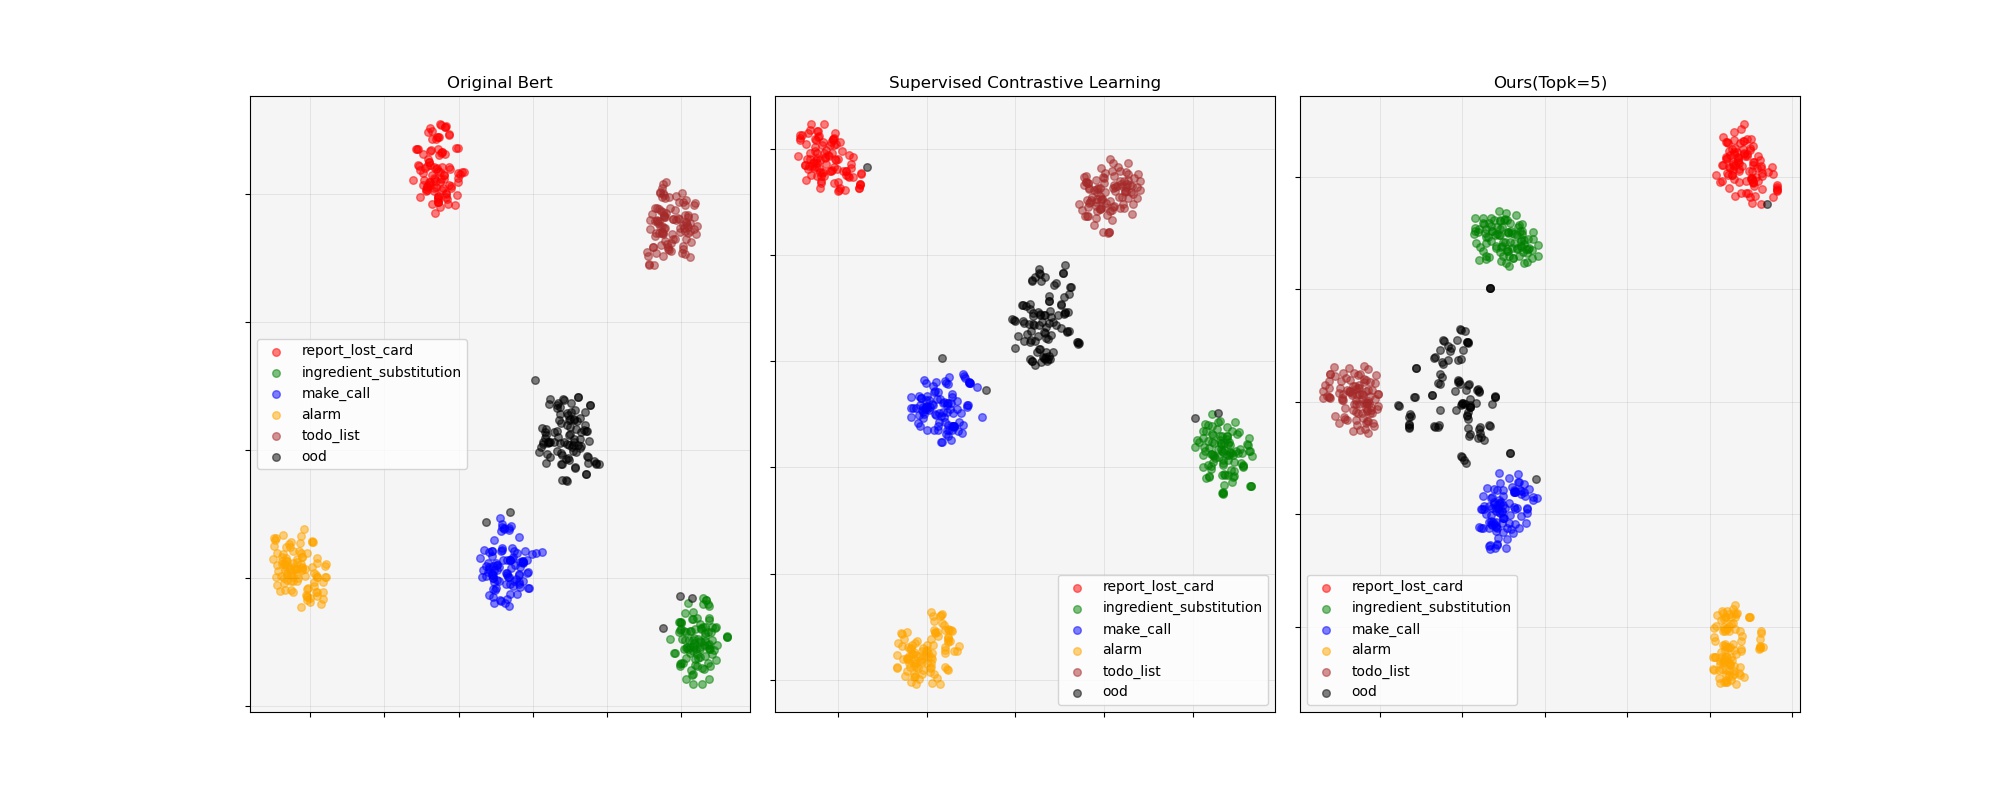 Original Bert
report_lost_card
ingredient_substitution
make_call
alarm
todo_list
ood
Supervised Contrastive Learning
report_lost_card
ingredient_substitution
make_call
alarm
todo_list
ood
Ours(Topk=5)
report_lost_card
ingredient_substitution
make_call
alarm
todo_list
ood